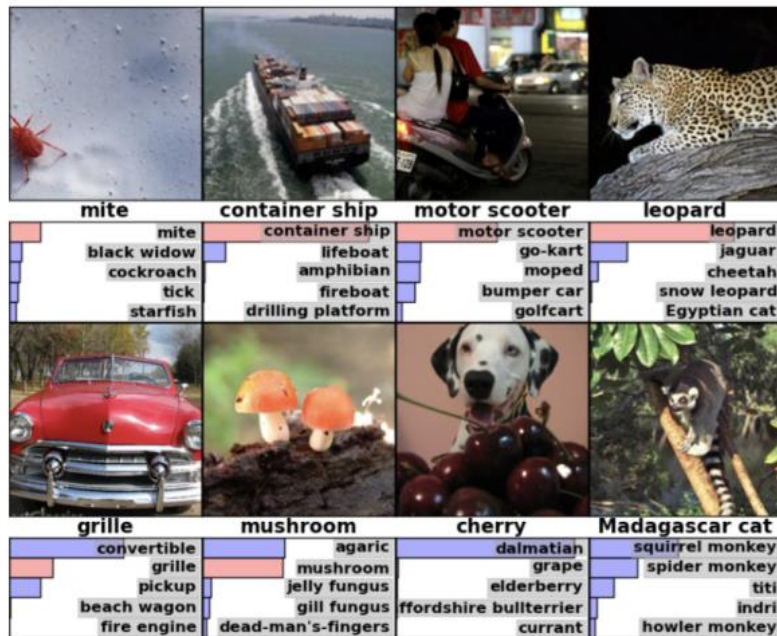 mite
container ship
motor scooter
leopard
mite
black widow
cockroach
tick
starfish
container ship
lifeboat
amphibian
fireboat
drilling platform
motor scooter
go-kart
moped
bumper car
golfcart
leopard
jaguar
cheetah
snow leopard
Egyptian cat
grille
mushroom
cherry
Madagascar cat
convertible
grille
pickup
beach wagon
fire engine
agaric
mushroom
jelly fungus
gill fungus
dead-man's-fingers
dalmatian
grape
elderberry
ffordshire bullterrier
currant
squirrel monkey
spider monkey
titi
indri
howler monkey